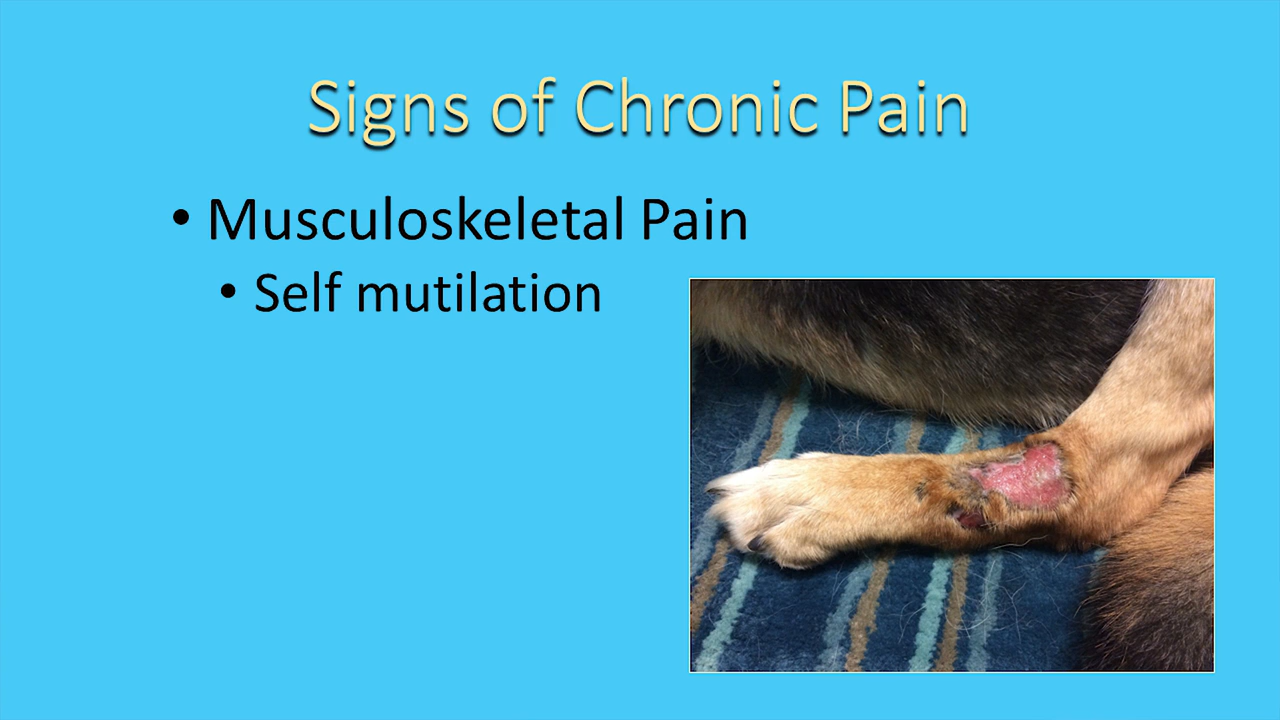 Signs of Chronic Pain
• Musculoskeletal Pain
• Self mutilation